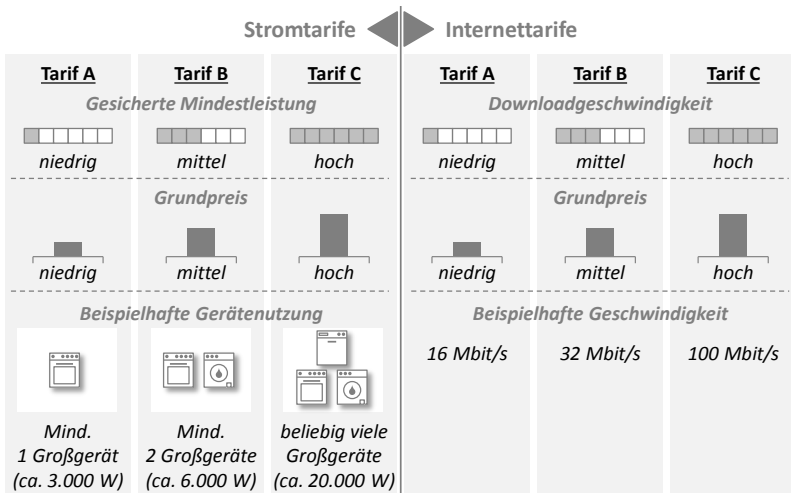 Stromtarife Internettarife
Tarif A Tarif B Tarif C Tarif A Tarif B Tarif C
Gesicherte Mindestleistung Downloadgeschwindigkeit
niedrig mittel hoch niedrig mittel hoch
Grundpreis Grundpreis
niedrig mittel hoch niedrig mittel hoch
Beispielhafte Gerätenutzung Beispielhafte Geschwindigkeit
16 Mbit/s 32 Mbit/s 100 Mbit/s
Mind. Mind. beliebig viele
1 Großgerät 2 Großgeräte Großgeräte
(ca. 3.000 W) (ca. 6.000 W) (ca. 20.000 W)